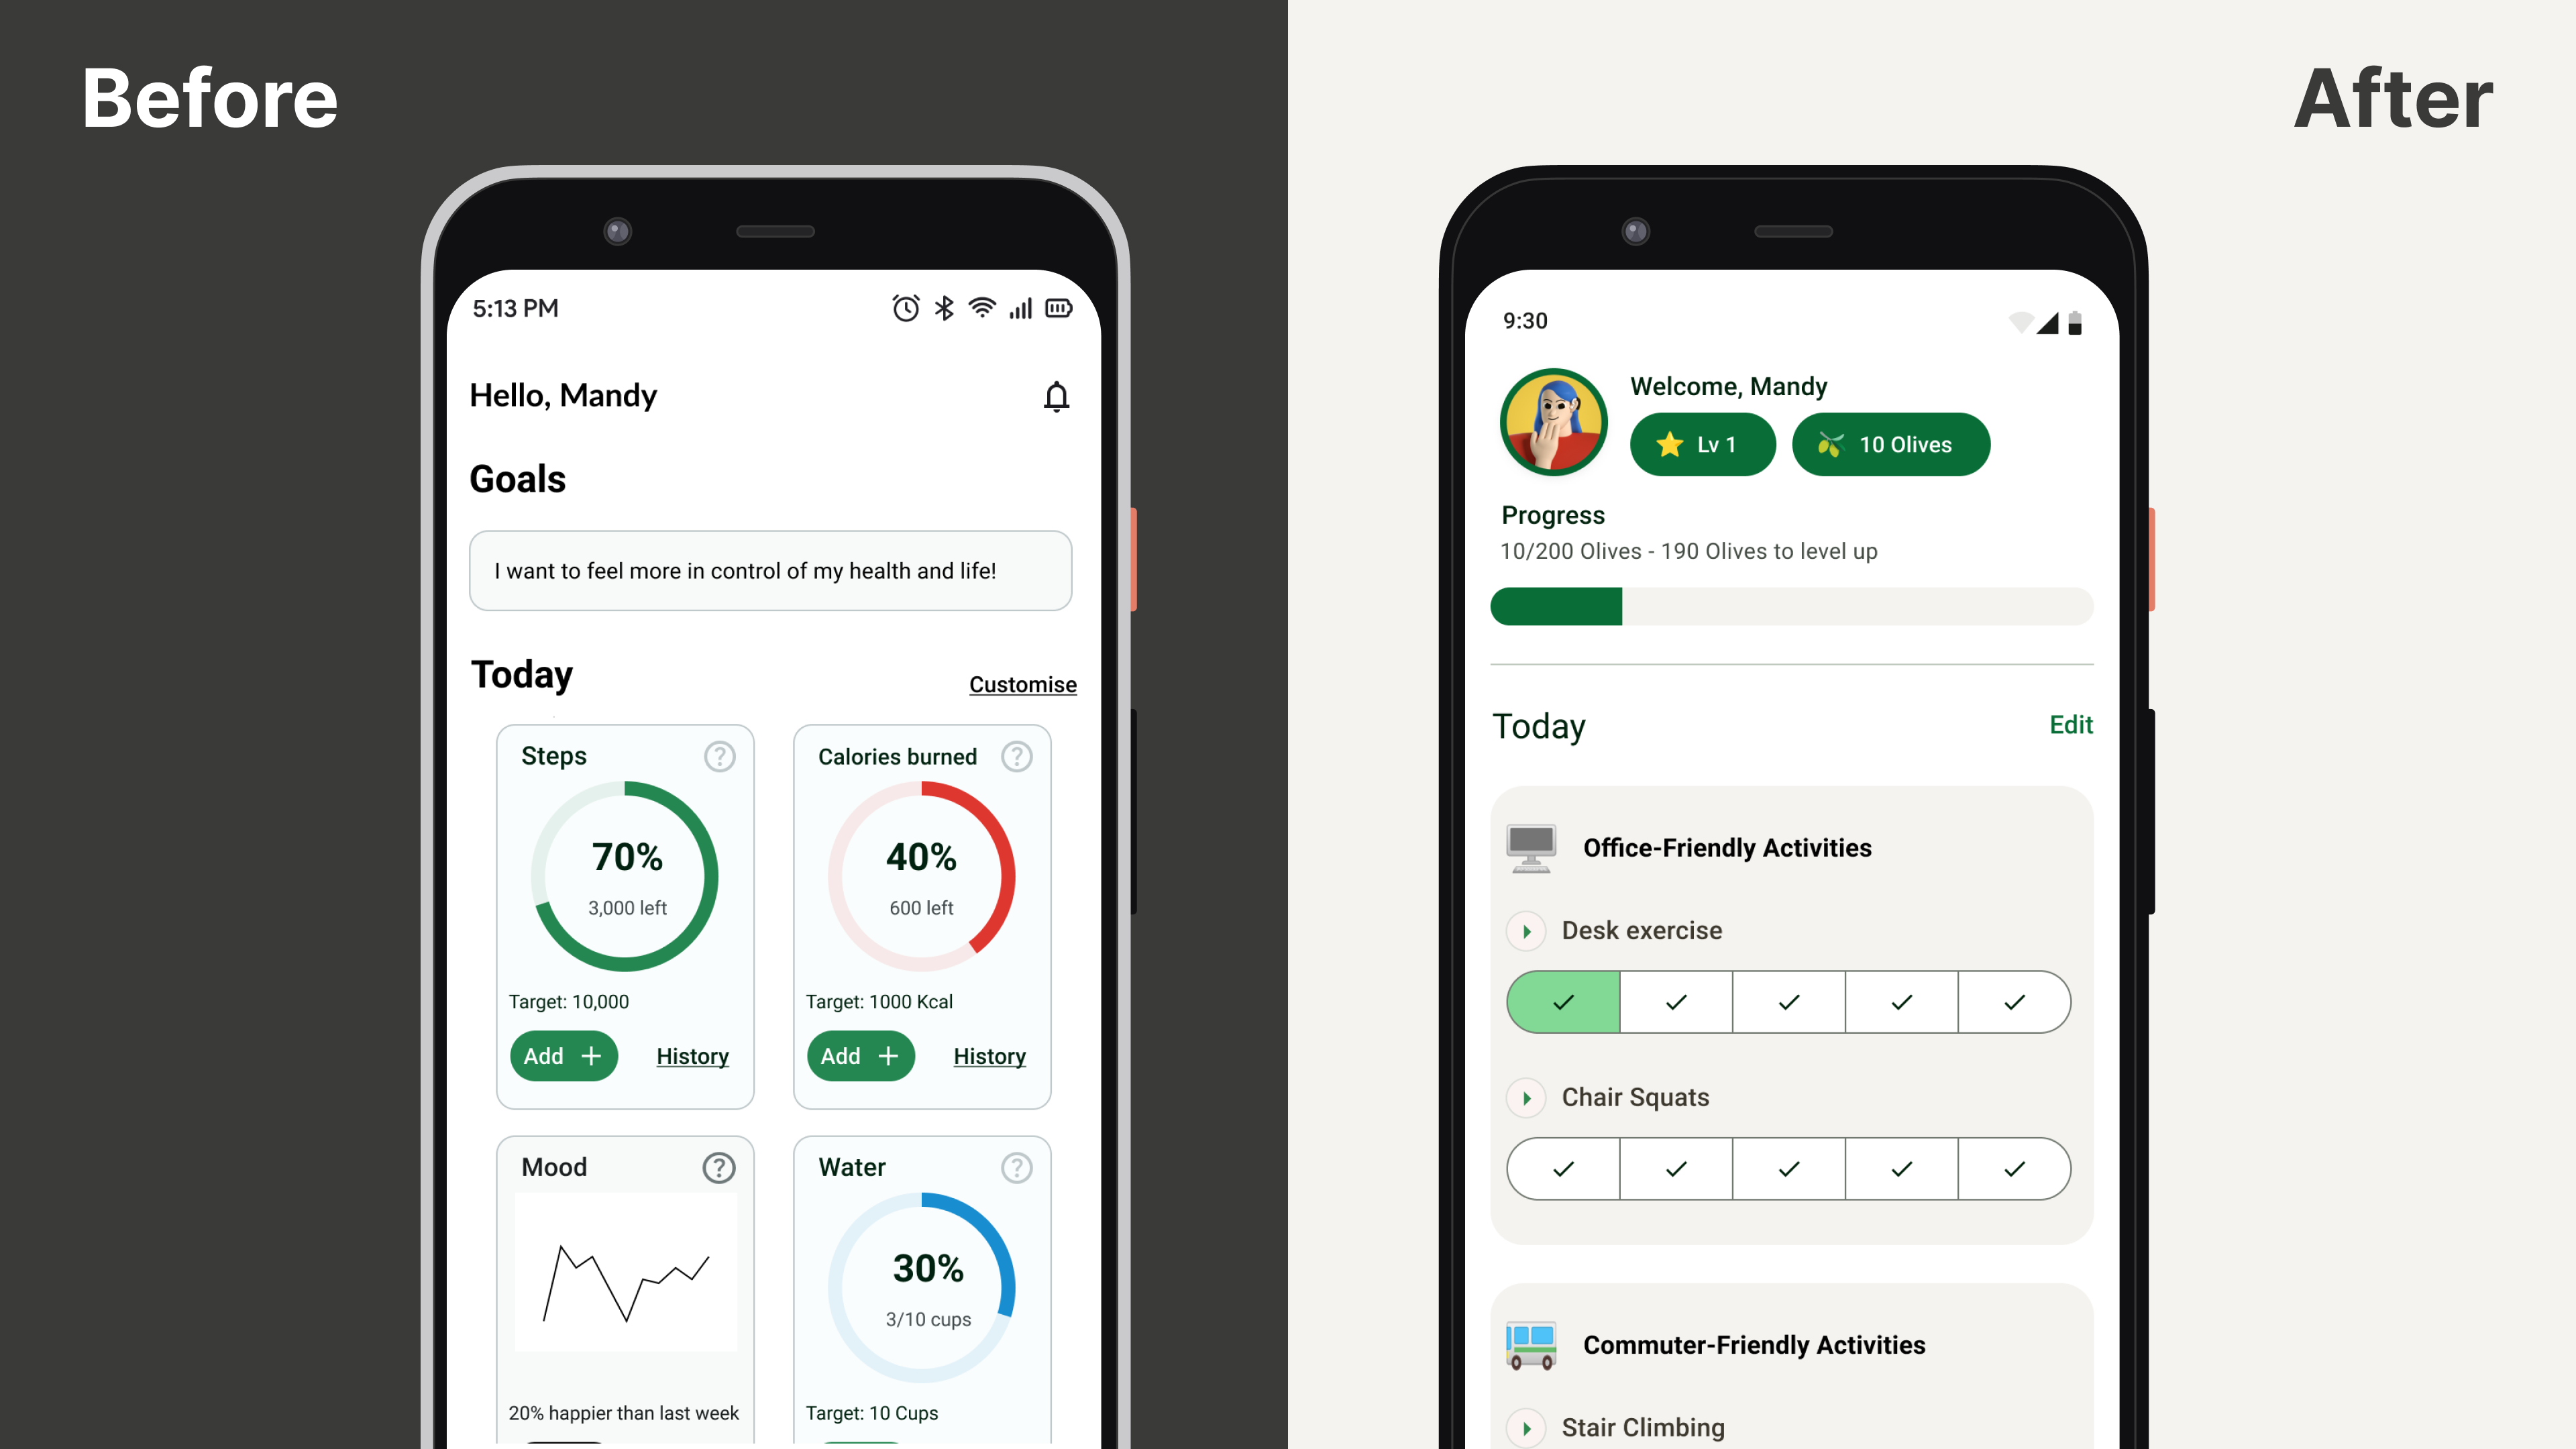 Before
After
5:13 PM
Hello, Mandy
Goals
I want to feel more in control of my health and life!
Today
Customise
Steps
?
70%
3,000 left
Target: 10,000
Add +
History
Calories burned
?
40%
600 left
Target: 1000 Kcal
Add +
History
Mood
?
20% happier than last week
Water
?
30%
3/10 cups
Target: 10 Cups
9:30
Welcome, Mandy
Lv 1
10 Olives
Progress
10/200 Olives - 190 Olives to level up
Today
Edit
Office-Friendly Activities
Desk exercise
Chair Squats
Commuter-Friendly Activities
Stair Climbing